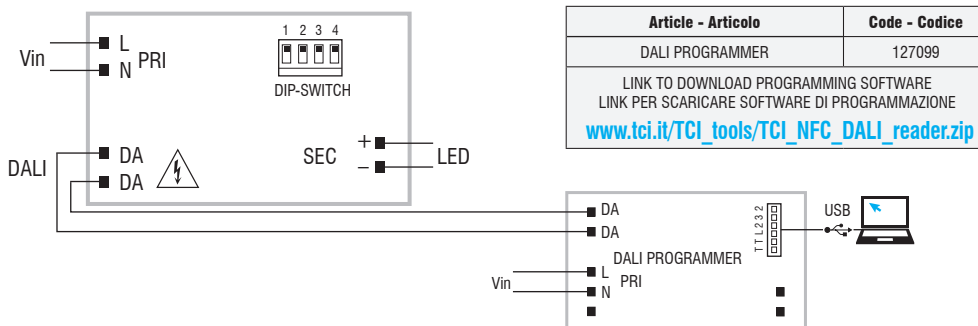 1 2 3 4
DIP-SWITCH
Vin
L
PRI
N
DALI
DA
DA
SEC
+
–
LED
Article - Articolo
Code - Codice
DALI PROGRAMMER
127099
LINK TO DOWNLOAD PROGRAMMING SOFTWARE
LINK PER SCARICARE SOFTWARE DI PROGRAMMAZIONE
www.tci.it/TCI_tools/TCI_NFC_DALI_reader.zip
DA
DA
DALI PROGRAMMER
TTL232
USB
Vin
L
PRI
N